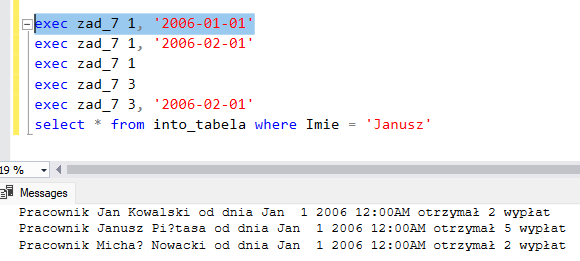 exec zad_7 1, '2006-01-01'
exec zad_7 1, '2006-02-01'
exec zad_7 1
exec zad_7 3
exec zad_7 3, '2006-02-01'
select * from into_tabela where Imie = 'Janusz'
19 %
Messages
Pracownik Jan Kowalski od dnia Jan  1 2006 12:00AM otrzymał 2 wypłat
Pracownik Janusz Pi?tasa od dnia Jan  1 2006 12:00AM otrzymał 5 wypłat
Pracownik Micha? Nowacki od dnia Jan  1 2006 12:00AM otrzymał 2 wypłat